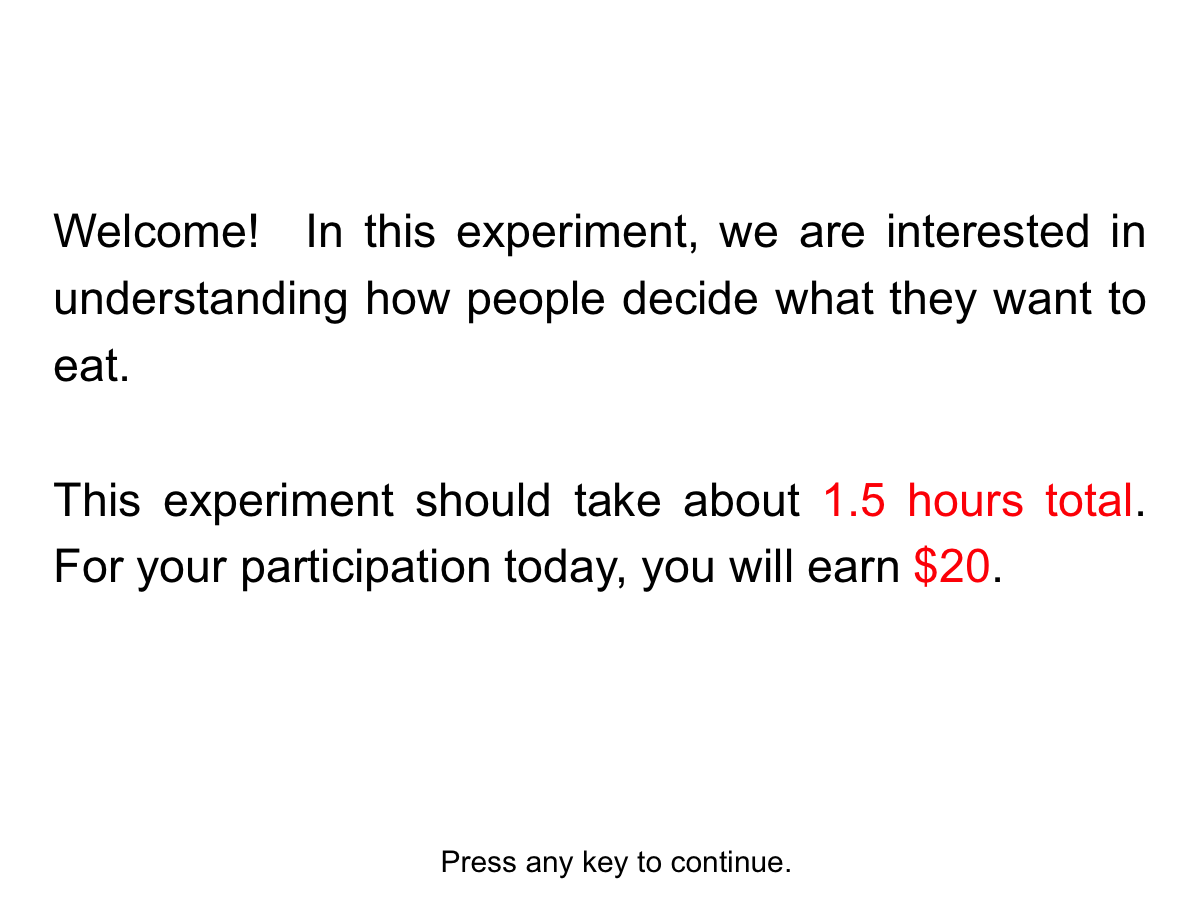 Welcome! In this experiment, we are interested in
understanding how people decide what they want to
eat.
This experiment should take about 1.5 hours total.
For your participation today, you will earn $20.
Press any key to continue.